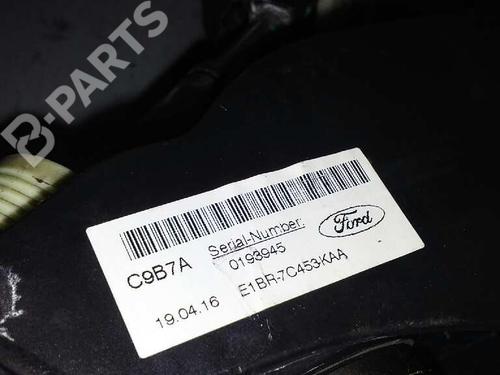 B-PARTS
C9B7A
Serial-Number:
0193945
Ford
19.04.16
E1BR-7C453-KAA